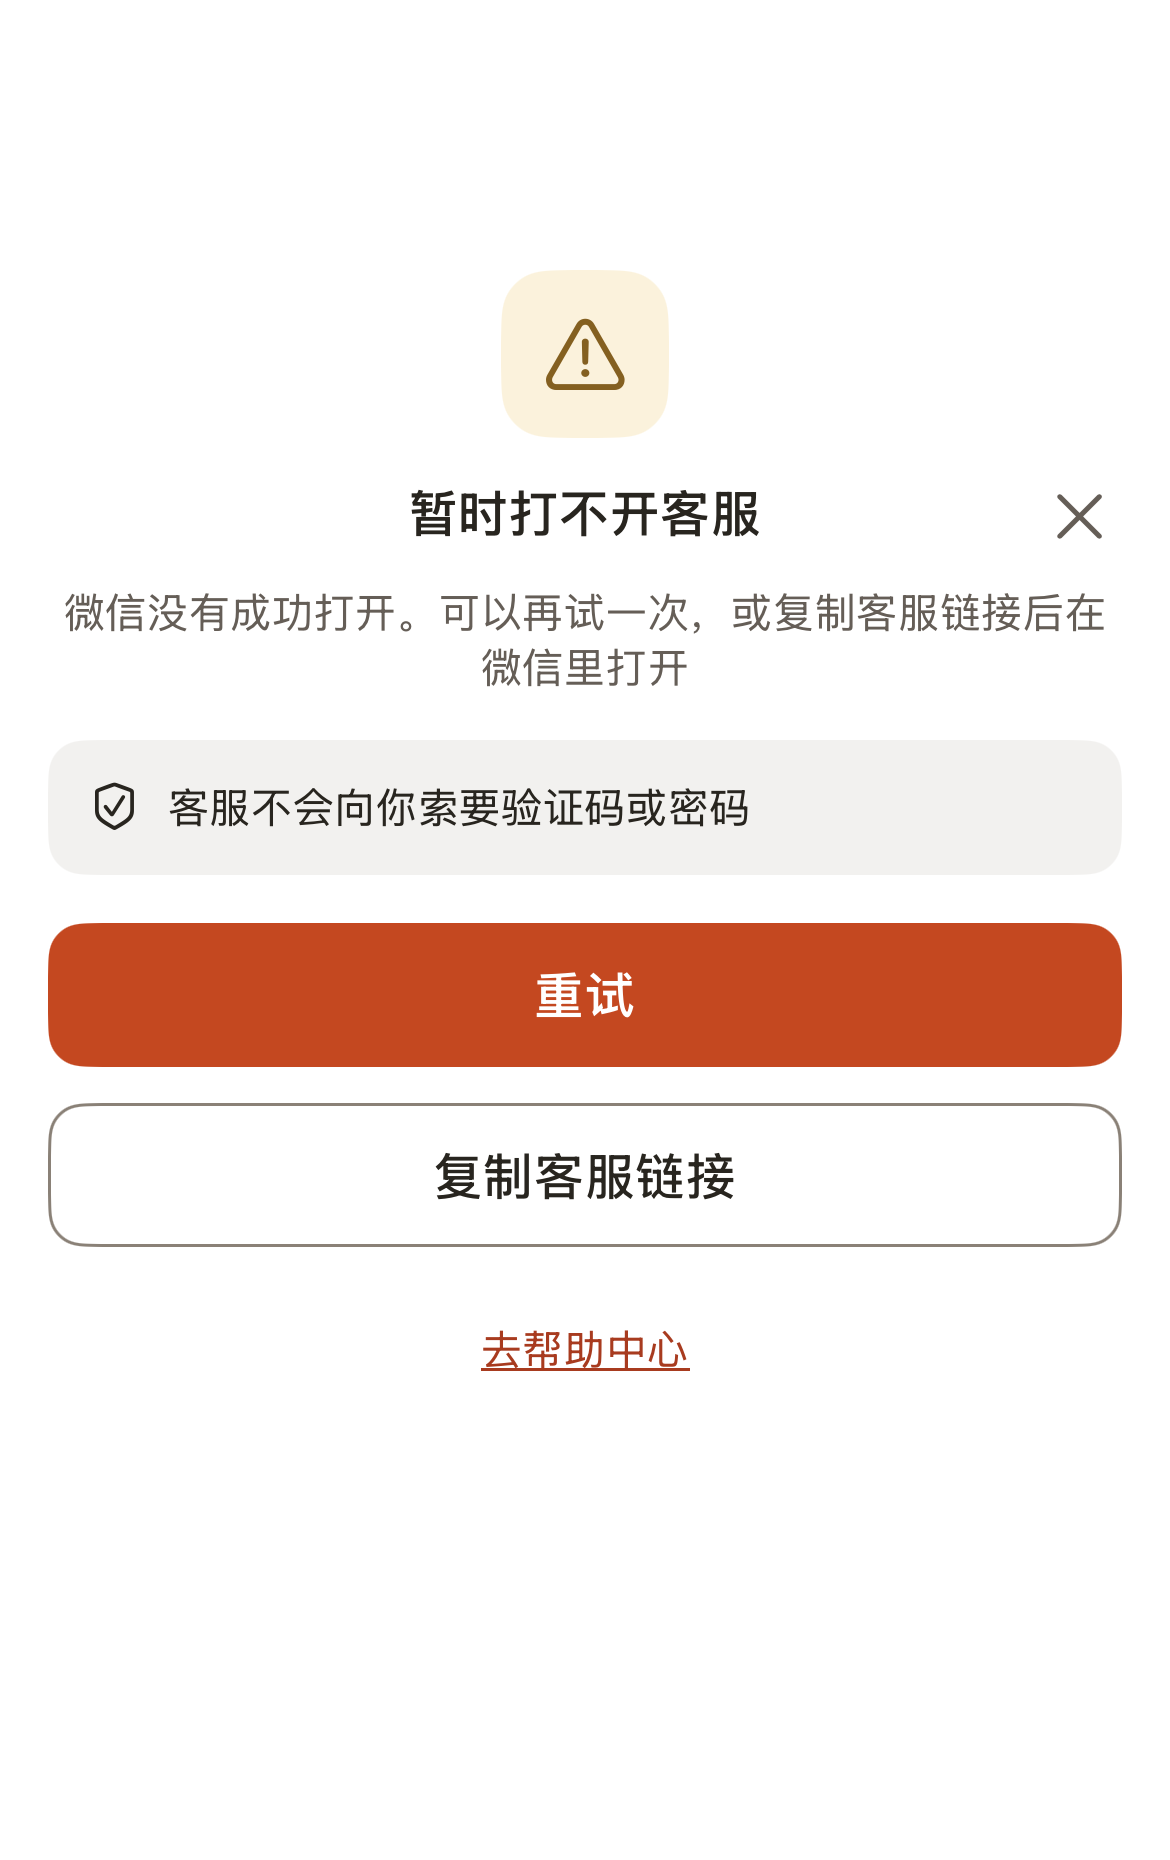 暂时打不开客服
微信没有成功打开。可以再试一次，或复制客服链接后在
微信里打开
客服不会向你索要验证码或密码
重试
复制客服链接
去帮助中心